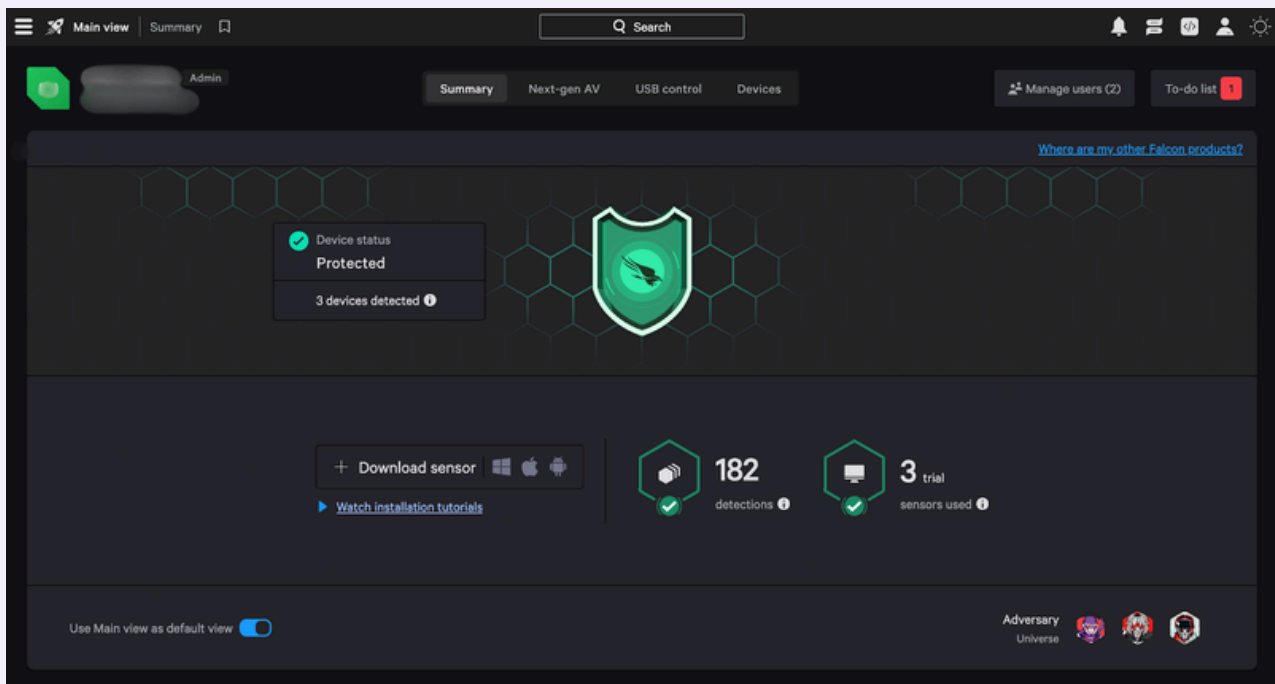 Main view Summary
Search
Admin
Summary Next-gen AV USB control Devices
Manage users (2)
To-do list 1
Where are my other Falcon products?
Device status
Protected
3 devices detected
+ Download sensor
Watch installation tutorials
182
detections
3 trial
sensors used
Use Main view as default view
Adversary
Universe